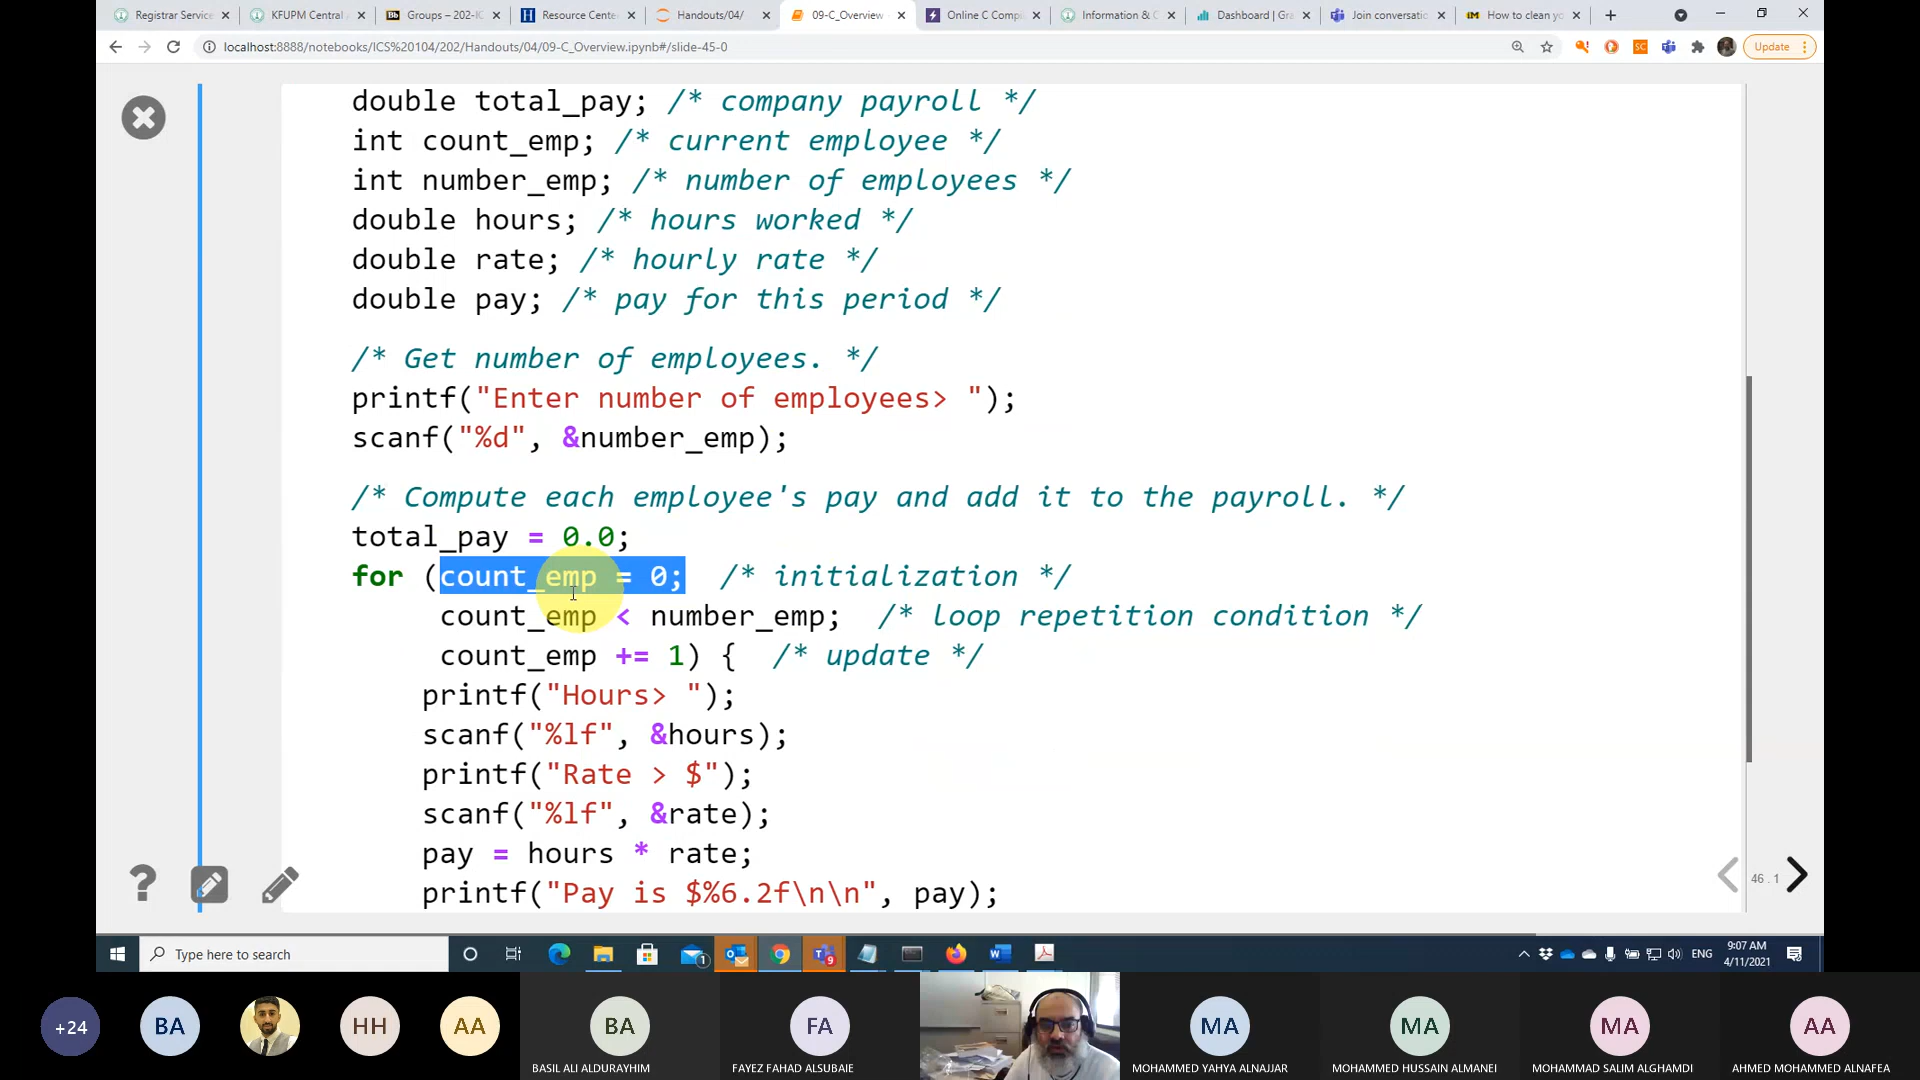 Registrar Service
KFUPM Central A
Groups – 202-IC
Resource Cente
Handouts/04/
09-C_Overview
Online C Compi
Information & C
Dashboard | Gra
Join conversatio
How to clean yo
localhost:8888/notebooks/ICS%20104/202/Handouts/04/09-C_Overview.ipynb#/slide-45-0
Update
double total_pay; /* company payroll */
int count_emp; /* current employee */
int number_emp; /* number of employees */
double hours; /* hours worked */
double rate; /* hourly rate */
double pay; /* pay for this period */
/* Get number of employees. */
printf("Enter number of employees> ");
scanf("%d", &number_emp);
/* Compute each employee's pay and add it to the payroll. */
total_pay = 0.0;
for (count_emp = 0; /* initialization */
count_emp < number_emp; /* loop repetition condition */
count_emp += 1) { /* update */
printf("Hours> ");
scanf("%lf", &hours);
printf("Rate > $");
scanf("%lf", &rate);
pay = hours * rate;
printf("Pay is $%6.2f\n\n", pay);
46.1
Type here to search
ENG
9:07 AM
4/11/2021
+24
BA
HH
AA
BA
FA
MA
MA
MA
AA
BASIL ALI ALDURAYHIM
FAYEZ FAHAD ALSUBAIE
MOHAMMED YAHYA ALNAJJAR
MOHAMMED HUSSAIN ALMANEI
MOHAMMAD SALIM ALGHAMDI
AHMED MOHAMMED ALNAFEA